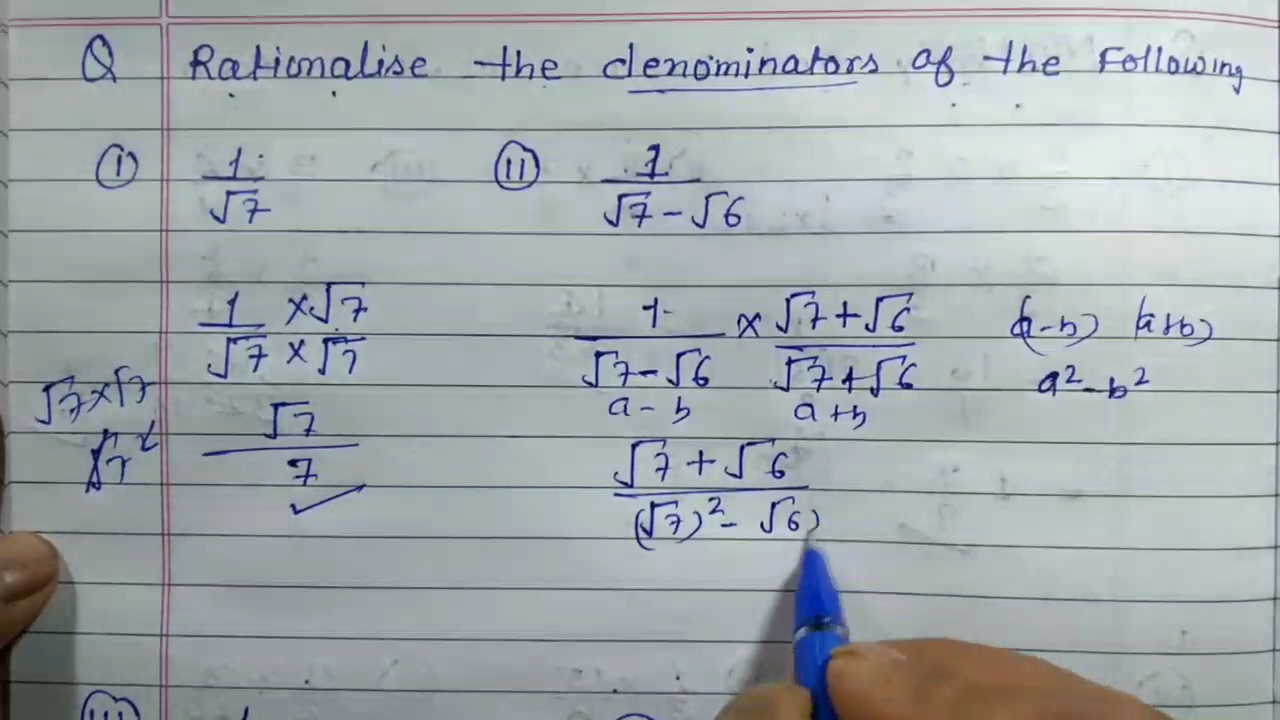 Q Rationalise the denominators of the Following
(i) 1/√7 (ii) 1/(√7-√6)
(1 × √7)/(√7 × √7) 1/(√7-√6) × (√7+√6)/(√7+√6) (a-b) (a+b)
a-b a+b a²-b²
√7×√7
√7/7 (√7+√6)/((√7)²- √6)
(iii)